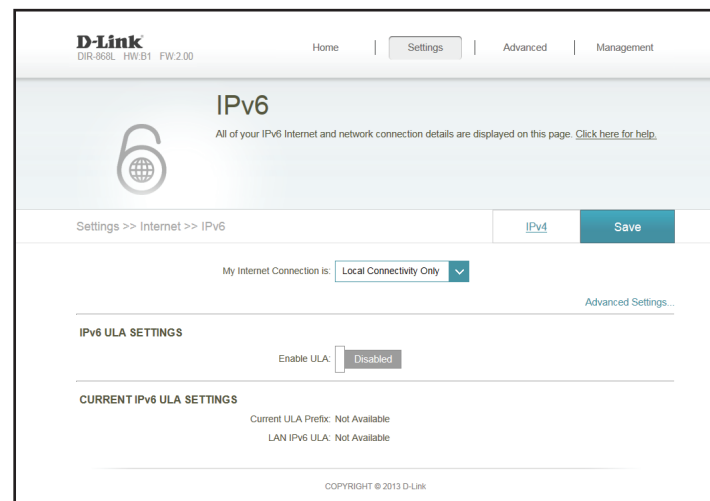 D-Link
DIR-868L HW:B1 FW:2.00
Home Settings Advanced Management
IPv6
All of your IPv6 Internet and network connection details are displayed on this page. Click here for help.
Settings >> Internet >> IPv6
IPv4
Save
My Internet Connection is: Local Connectivity Only
Advanced Settings...
IPv6 ULA SETTINGS
Enable ULA: Disabled
CURRENT IPv6 ULA SETTINGS
Current ULA Prefix: Not Available
LAN IPv6 ULA: Not Available
COPYRIGHT © 2013 D-Link